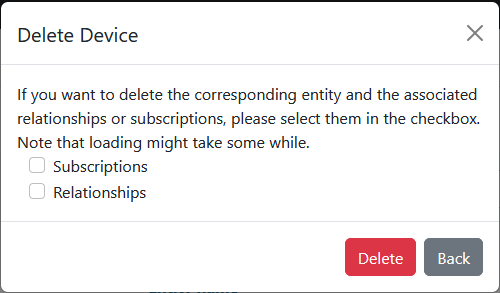 Delete Device
If you want to delete the corresponding entity and the associated
relationships or subscriptions, please select them in the checkbox.
Note that loading might take some while.
Subscriptions
Relationships
Delete Back